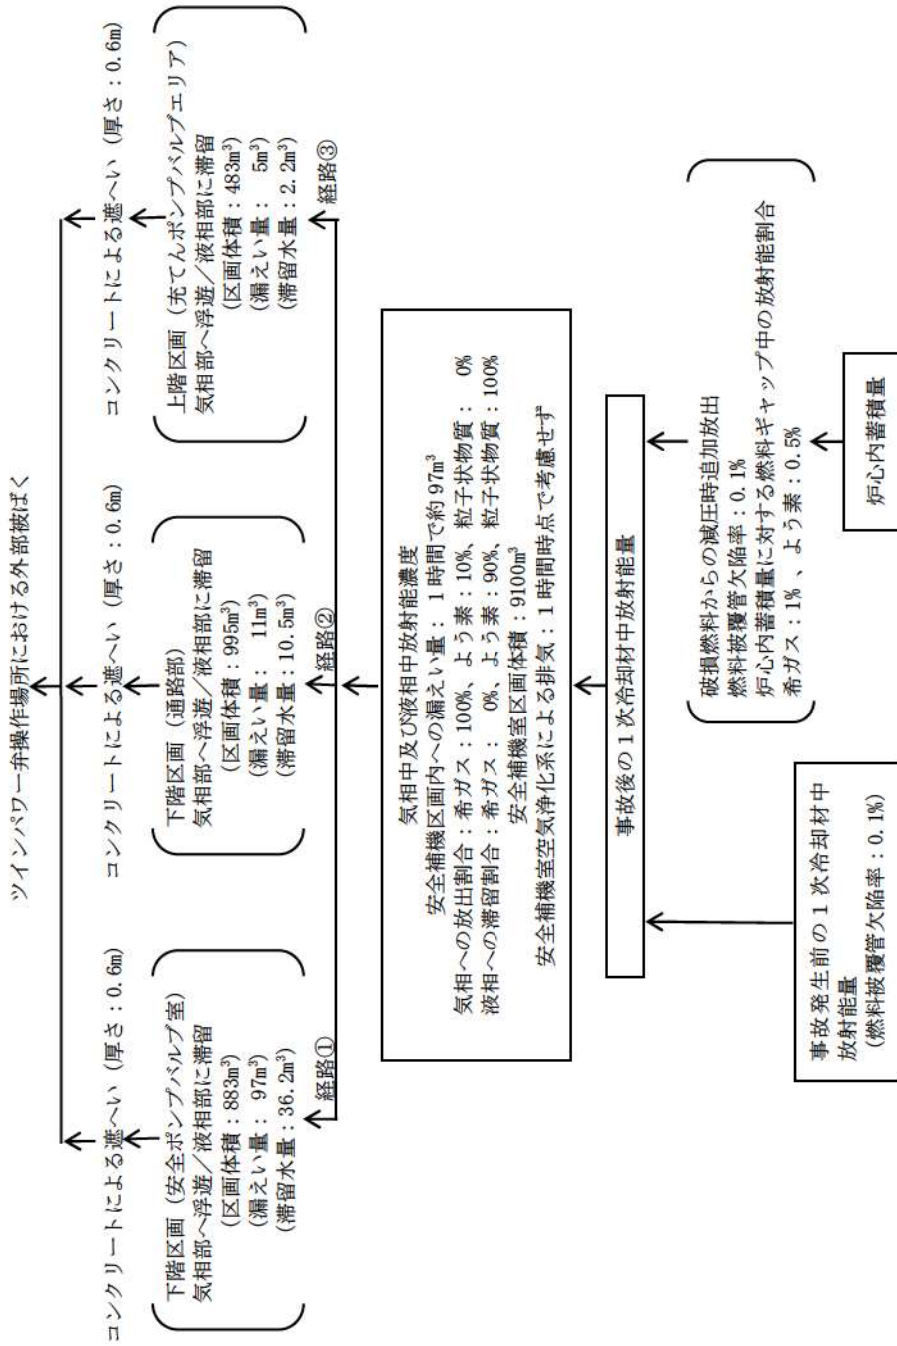 ツインパワー弁操作場所における外部被ばく
コンクリートによる遮へい (厚さ:0.6m)
下階区画 (安全ポンプバルブ室)
気相部へ浮遊/液相部に滞留
(区画体積:883m³)
(漏えい量: 97m³)
(滞留水量:36.2m³)
経路①
コンクリートによる遮へい (厚さ:0.6m)
下階区画 (通路部)
気相部へ浮遊/液相部に滞留
(区画体積:995m³)
(漏えい量: 11m³)
(滞留水量:10.5m³)
経路②
コンクリートによる遮へい (厚さ:0.6m)
上階区画 (充てんポンプバルブエリア)
気相部へ浮遊/液相部に滞留
(区画体積:483m³)
(漏えい量: 5m³)
(滞留水量:2.2m³)
経路③
気相中及び液相中放射能濃度
安全補機区画内への漏えい量:1時間で約97m³
気相への放出割合:希ガス:100%、よう素:10%、粒子状物質: 0%
液相への滞留割合:希ガス: 0%、よう素:90%、粒子状物質:100%
安全補機室区画体積:9100m³
安全補機室空気浄化系による排気:1時間時点で考慮せず
事故後の1次冷却材中放射能量
事故発生前の1次冷却材中
放射能量
(燃料被覆管欠陥率:0.1%)
破損燃料からの減圧時追加放出
燃料被覆管欠陥率:0.1%
炉心内蓄積量に対する燃料ギャップ中の放射能割合
希ガス:1%、よう素:0.5%
炉心内蓄積量